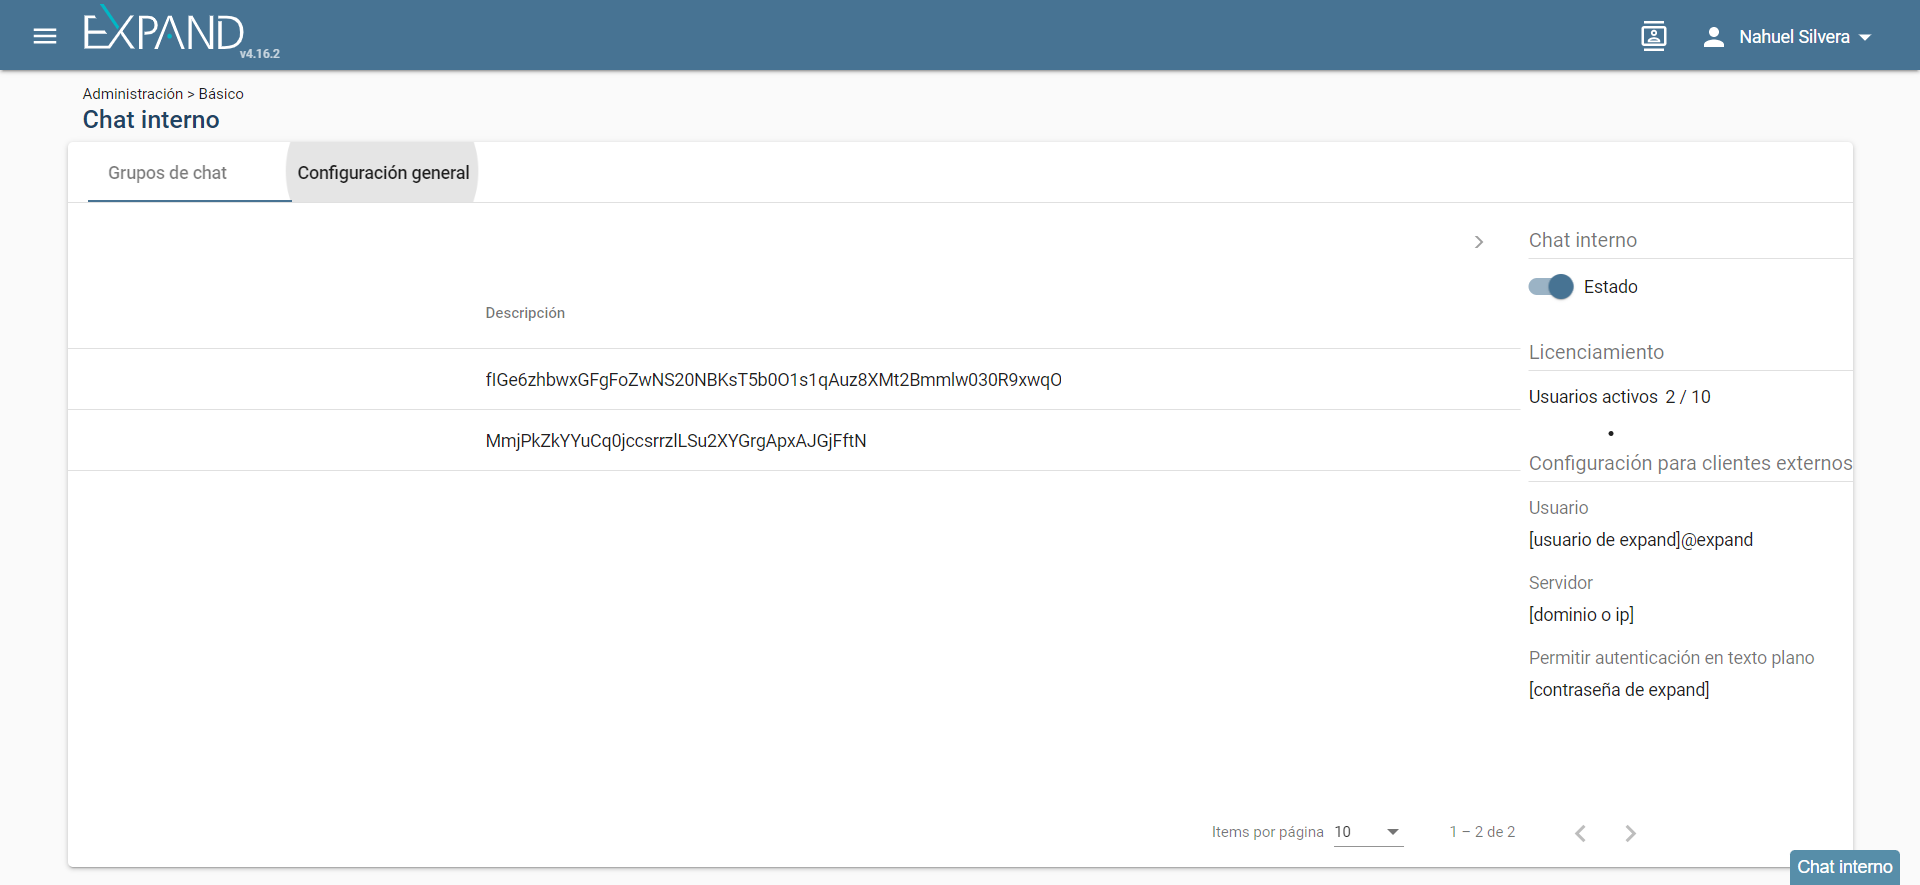 EXPAND
v4.16.2
Nahuel Silvera
Administración > Básico
Chat interno
Grupos de chat
Configuración general
Chat interno
Estado
Descripción
Licenciamiento
fIGe6zhbwxGFgFoZwNS20NBKsT5b0O1s1qAuz8XMt2Bmmlw030R9xwqO
Usuarios activos 2 / 10
MmjPkZkYYuCq0jccsrrzlLSu2XYGrgApxAJGjFftN
Configuración para clientes externos
Usuario
[usuario de expand]@expand
Servidor
[dominio o ip]
Permitir autenticación en texto plano
[contraseña de expand]
Items por página 10
1 – 2 de 2
Chat interno